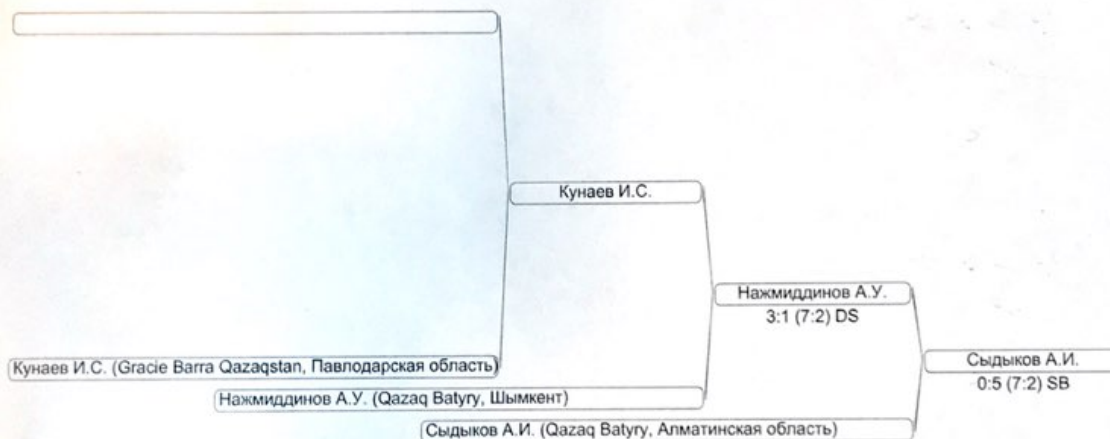 Кунаев И.С.
Нажмиддинов А.У.
3:1 (7:2) DS
Сыдыков А.И.
0:5 (7:2) SB
Кунаев И.С. (Gracie Barra Qazaqstan, Павлодарская область)
Нажмиддинов А.У. (Qazaq Batyry, Шымкент)
Сыдыков А.И. (Qazaq Batyry, Алматинская область)